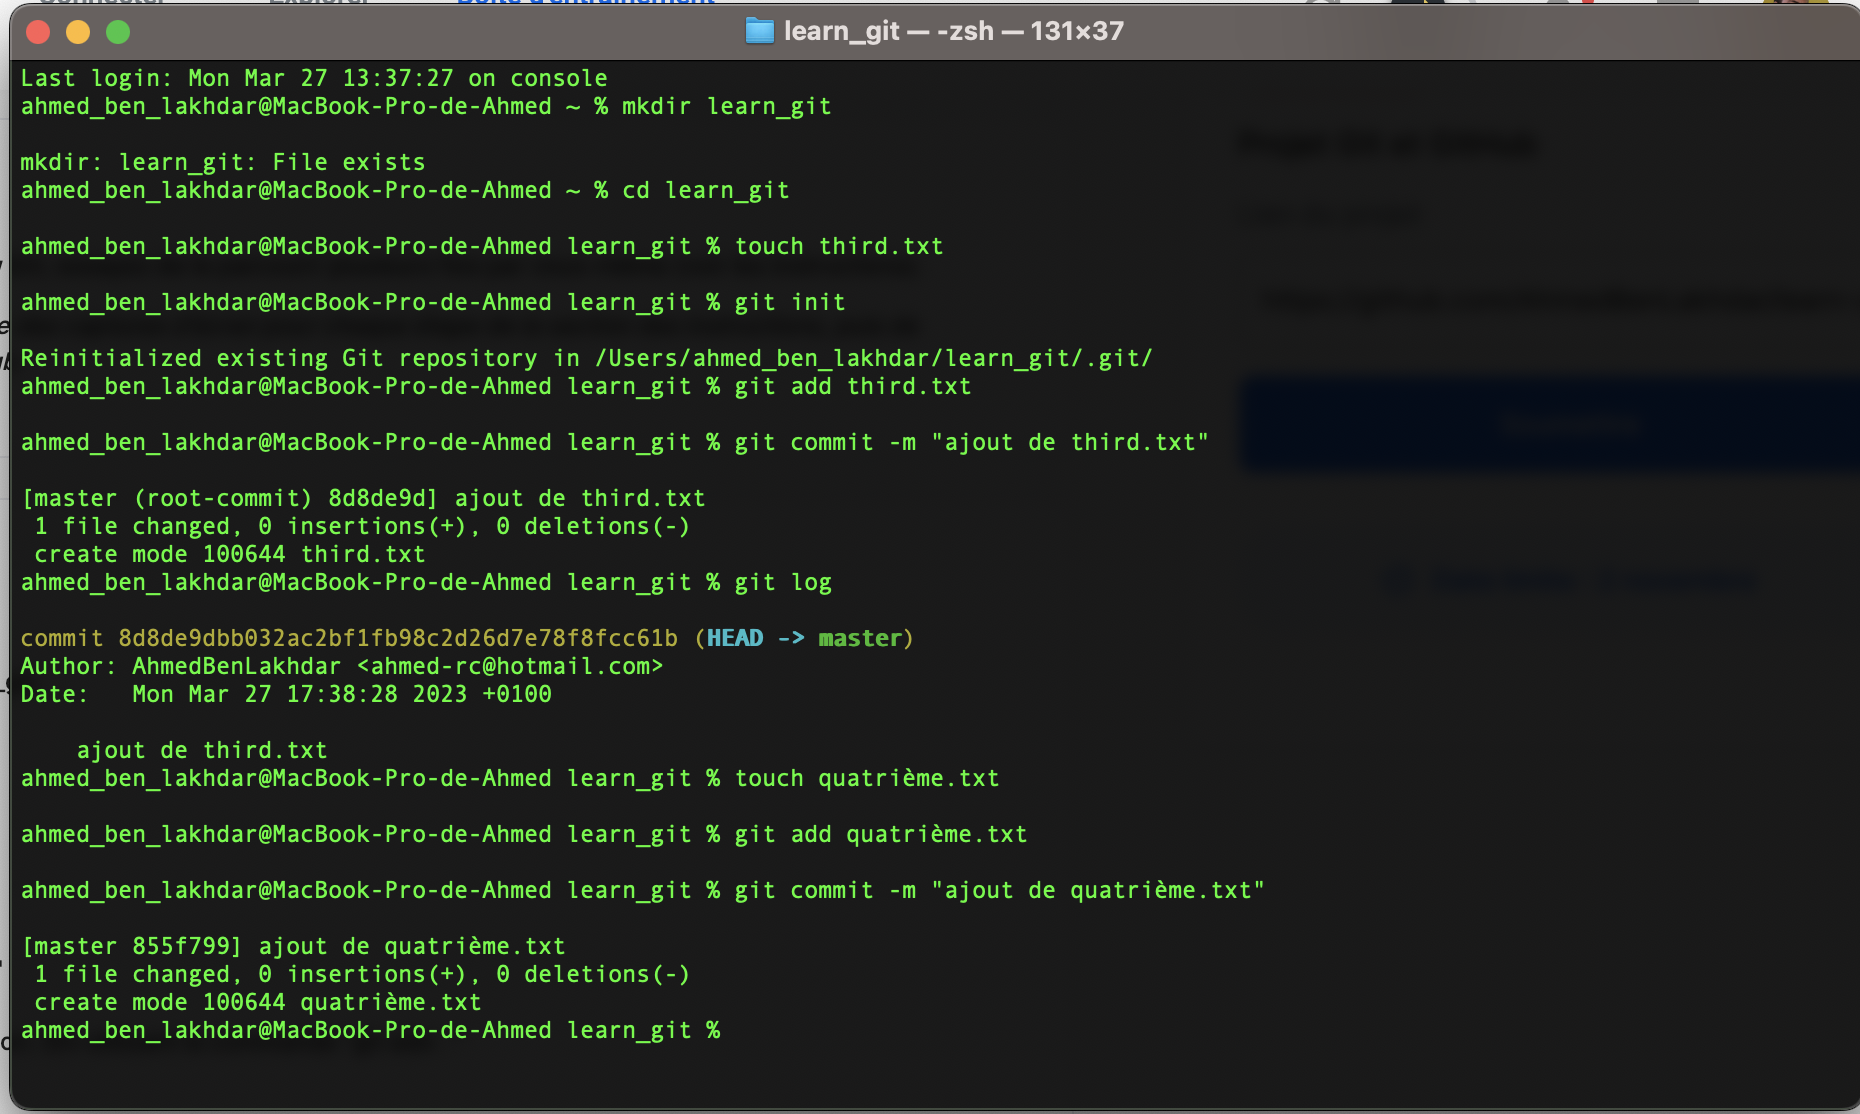 learn_git — -zsh — 131×37
Last login: Mon Mar 27 13:37:27 on console
ahmed_ben_lakhdar@MacBook-Pro-de-Ahmed ~ % mkdir learn_git
mkdir: learn_git: File exists
ahmed_ben_lakhdar@MacBook-Pro-de-Ahmed ~ % cd learn_git
ahmed_ben_lakhdar@MacBook-Pro-de-Ahmed learn_git % touch third.txt
ahmed_ben_lakhdar@MacBook-Pro-de-Ahmed learn_git % git init
Reinitialized existing Git repository in /Users/ahmed_ben_lakhdar/learn_git/.git/
ahmed_ben_lakhdar@MacBook-Pro-de-Ahmed learn_git % git add third.txt
ahmed_ben_lakhdar@MacBook-Pro-de-Ahmed learn_git % git commit -m "ajout de third.txt"
[master (root-commit) 8d8de9d] ajout de third.txt
 1 file changed, 0 insertions(+), 0 deletions(-)
 create mode 100644 third.txt
ahmed_ben_lakhdar@MacBook-Pro-de-Ahmed learn_git % git log
commit 8d8de9dbb032ac2bf1fb98c2d26d7e78f8fcc61b (HEAD -> master)
Author: AhmedBenLakhdar <ahmed-rc@hotmail.com>
Date:   Mon Mar 27 17:38:28 2023 +0100
    ajout de third.txt
ahmed_ben_lakhdar@MacBook-Pro-de-Ahmed learn_git % touch quatrième.txt
ahmed_ben_lakhdar@MacBook-Pro-de-Ahmed learn_git % git add quatrième.txt
ahmed_ben_lakhdar@MacBook-Pro-de-Ahmed learn_git % git commit -m "ajout de quatrième.txt"
[master 855f799] ajout de quatrième.txt
 1 file changed, 0 insertions(+), 0 deletions(-)
 create mode 100644 quatrième.txt
ahmed_ben_lakhdar@MacBook-Pro-de-Ahmed learn_git %